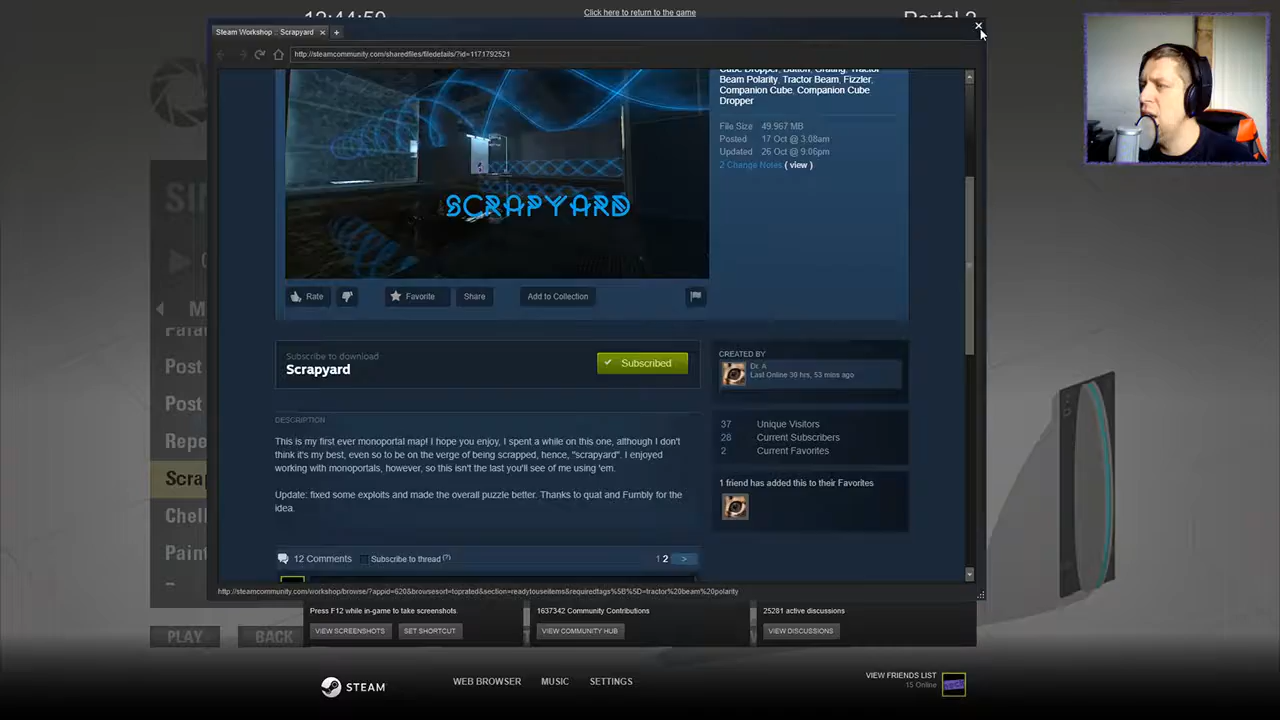 12:44:59
Click here to return to the game
Portal 2
Steam Workshop :: Scrapyard
http://steamcommunity.com/sharedfiles/filedetails/?id=1171792521
Cube Dropper, Button, Grating, Tractor
Beam Polarity, Tractor Beam, Fizzler,
Companion Cube, Companion Cube
Dropper
File Size 49.967 MB
Posted 17 Oct @ 3:08am
Updated 26 Oct @ 9:06pm
2 Change Notes ( view )
SCRAPYARD
Rate
Favorite
Share
Add to Collection
Subscribe to download
Scrapyard
Subscribed
CREATED BY
Dr. A
Last Online 30 hrs, 53 mins ago
37 Unique Visitors
28 Current Subscribers
2 Current Favorites
DESCRIPTION
This is my first ever monoportal map! I hope you enjoy, I spent a while on this one, although I don't
think it's my best, even so to be on the verge of being scrapped, hence, "scrapyard". I enjoyed
working with monoportals, however, so this isn't the last you'll see of me using 'em.
Update: fixed some exploits and made the overall puzzle better. Thanks to quat and Fumbly for the
idea.
1 friend has added this to their Favorites
12 Comments
Subscribe to thread (?)
1 2 >
http://steamcommunity.com/workshop/browse/?appid=620&browsesort=toprated&section=readytouseitems&requiredtags%5B%5D=tractor%20beam%20polarity
SI
M
Post
Post
Repe
Scra
Chell
Pain
Press F12 while in-game to take screenshots.
VIEW SCREENSHOTS
SET SHORTCUT
1637342 Community Contributions
VIEW COMMUNITY HUB
25281 active discussions
VIEW DISCUSSIONS
PLAY
BACK
STEAM
WEB BROWSER
MUSIC
SETTINGS
VIEW FRIENDS LIST
15 Online